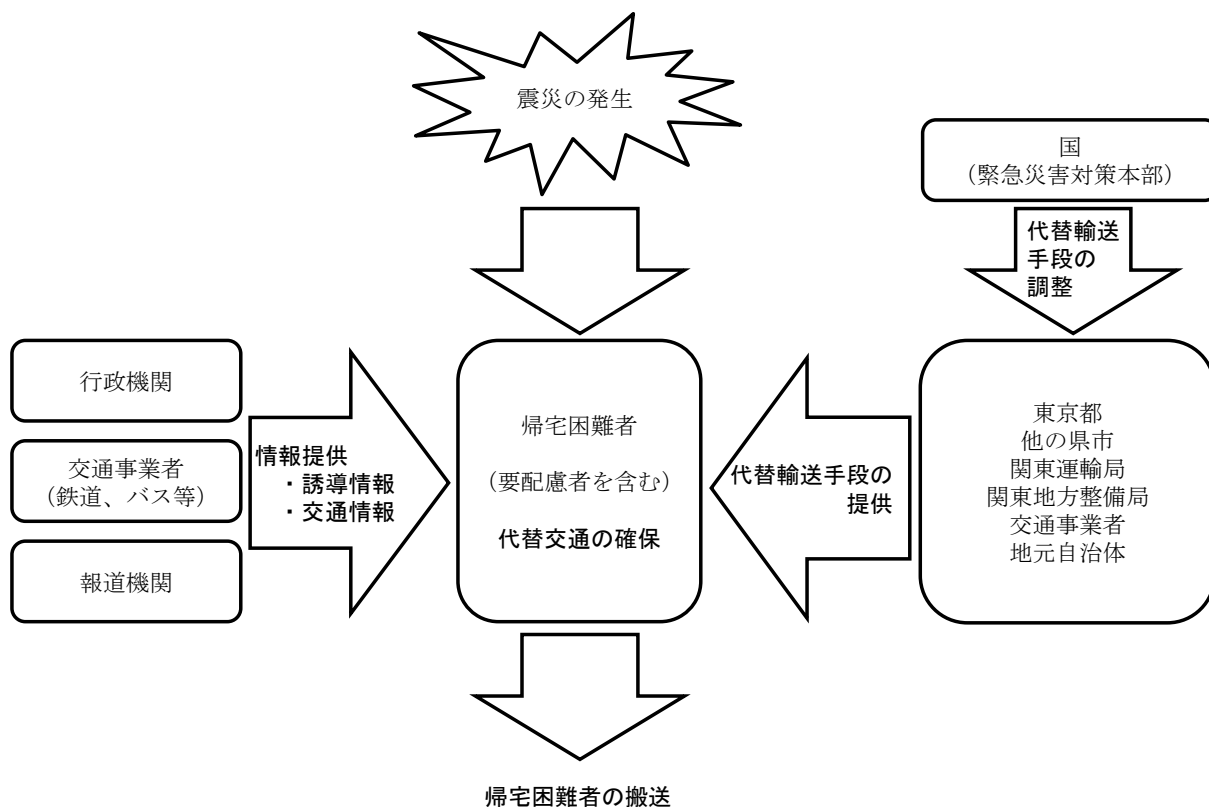 震災の発生
国
(緊急災害対策本部)
代替輸送
手段の
調整
行政機関
交通事業者
(鉄道、バス等)
報道機関
情報提供
・誘導情報
・交通情報
帰宅困難者
(要配慮者を含む)
代替交通の確保
代替輸送手段の
提供
東京都
他の県市
関東運輸局
関東地方整備局
交通事業者
地元自治体
帰宅困難者の搬送